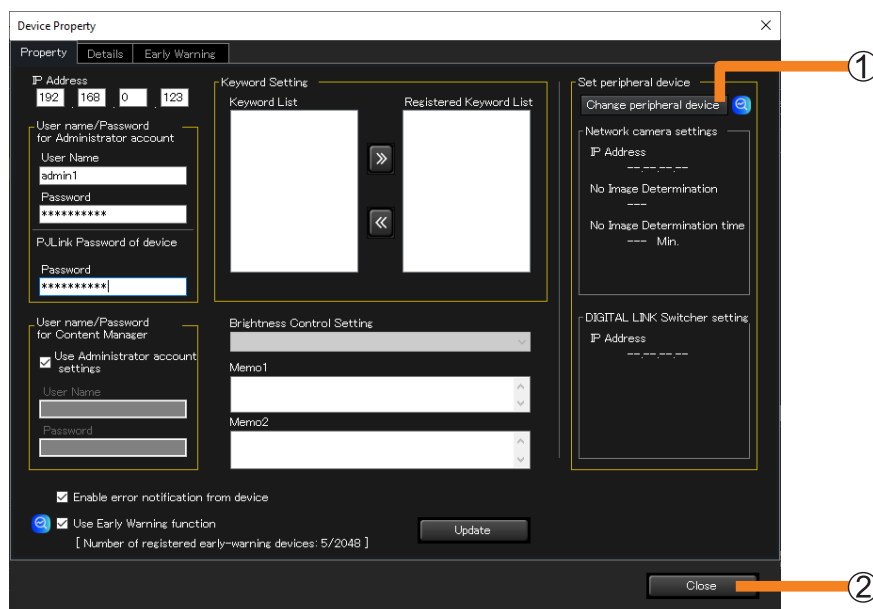 Device Property
Property Details Early Warning
IP Address
192 . 168 . 0 . 123
User name/Password
for Administrator account
User Name
admin1
Password
**********
PJLink Password of device
Password
**********
User name/Password
for Content Manager
Use Administrator account
settings
User Name
Password
Keyword Setting
Keyword List Registered Keyword List
Brightness Control Setting
Memo1
Memo2
Set peripheral device
Change peripheral device
Network camera settings
IP Address
--.--.--.--
No Image Determination
---
No Image Determination time
--- Min.
DIGITAL LINK Switcher setting
IP Address
--.--.--.--
Enable error notification from device
Use Early Warning function
[ Number of registered early-warning devices: 5/2048 ]
Update
Close
①
②